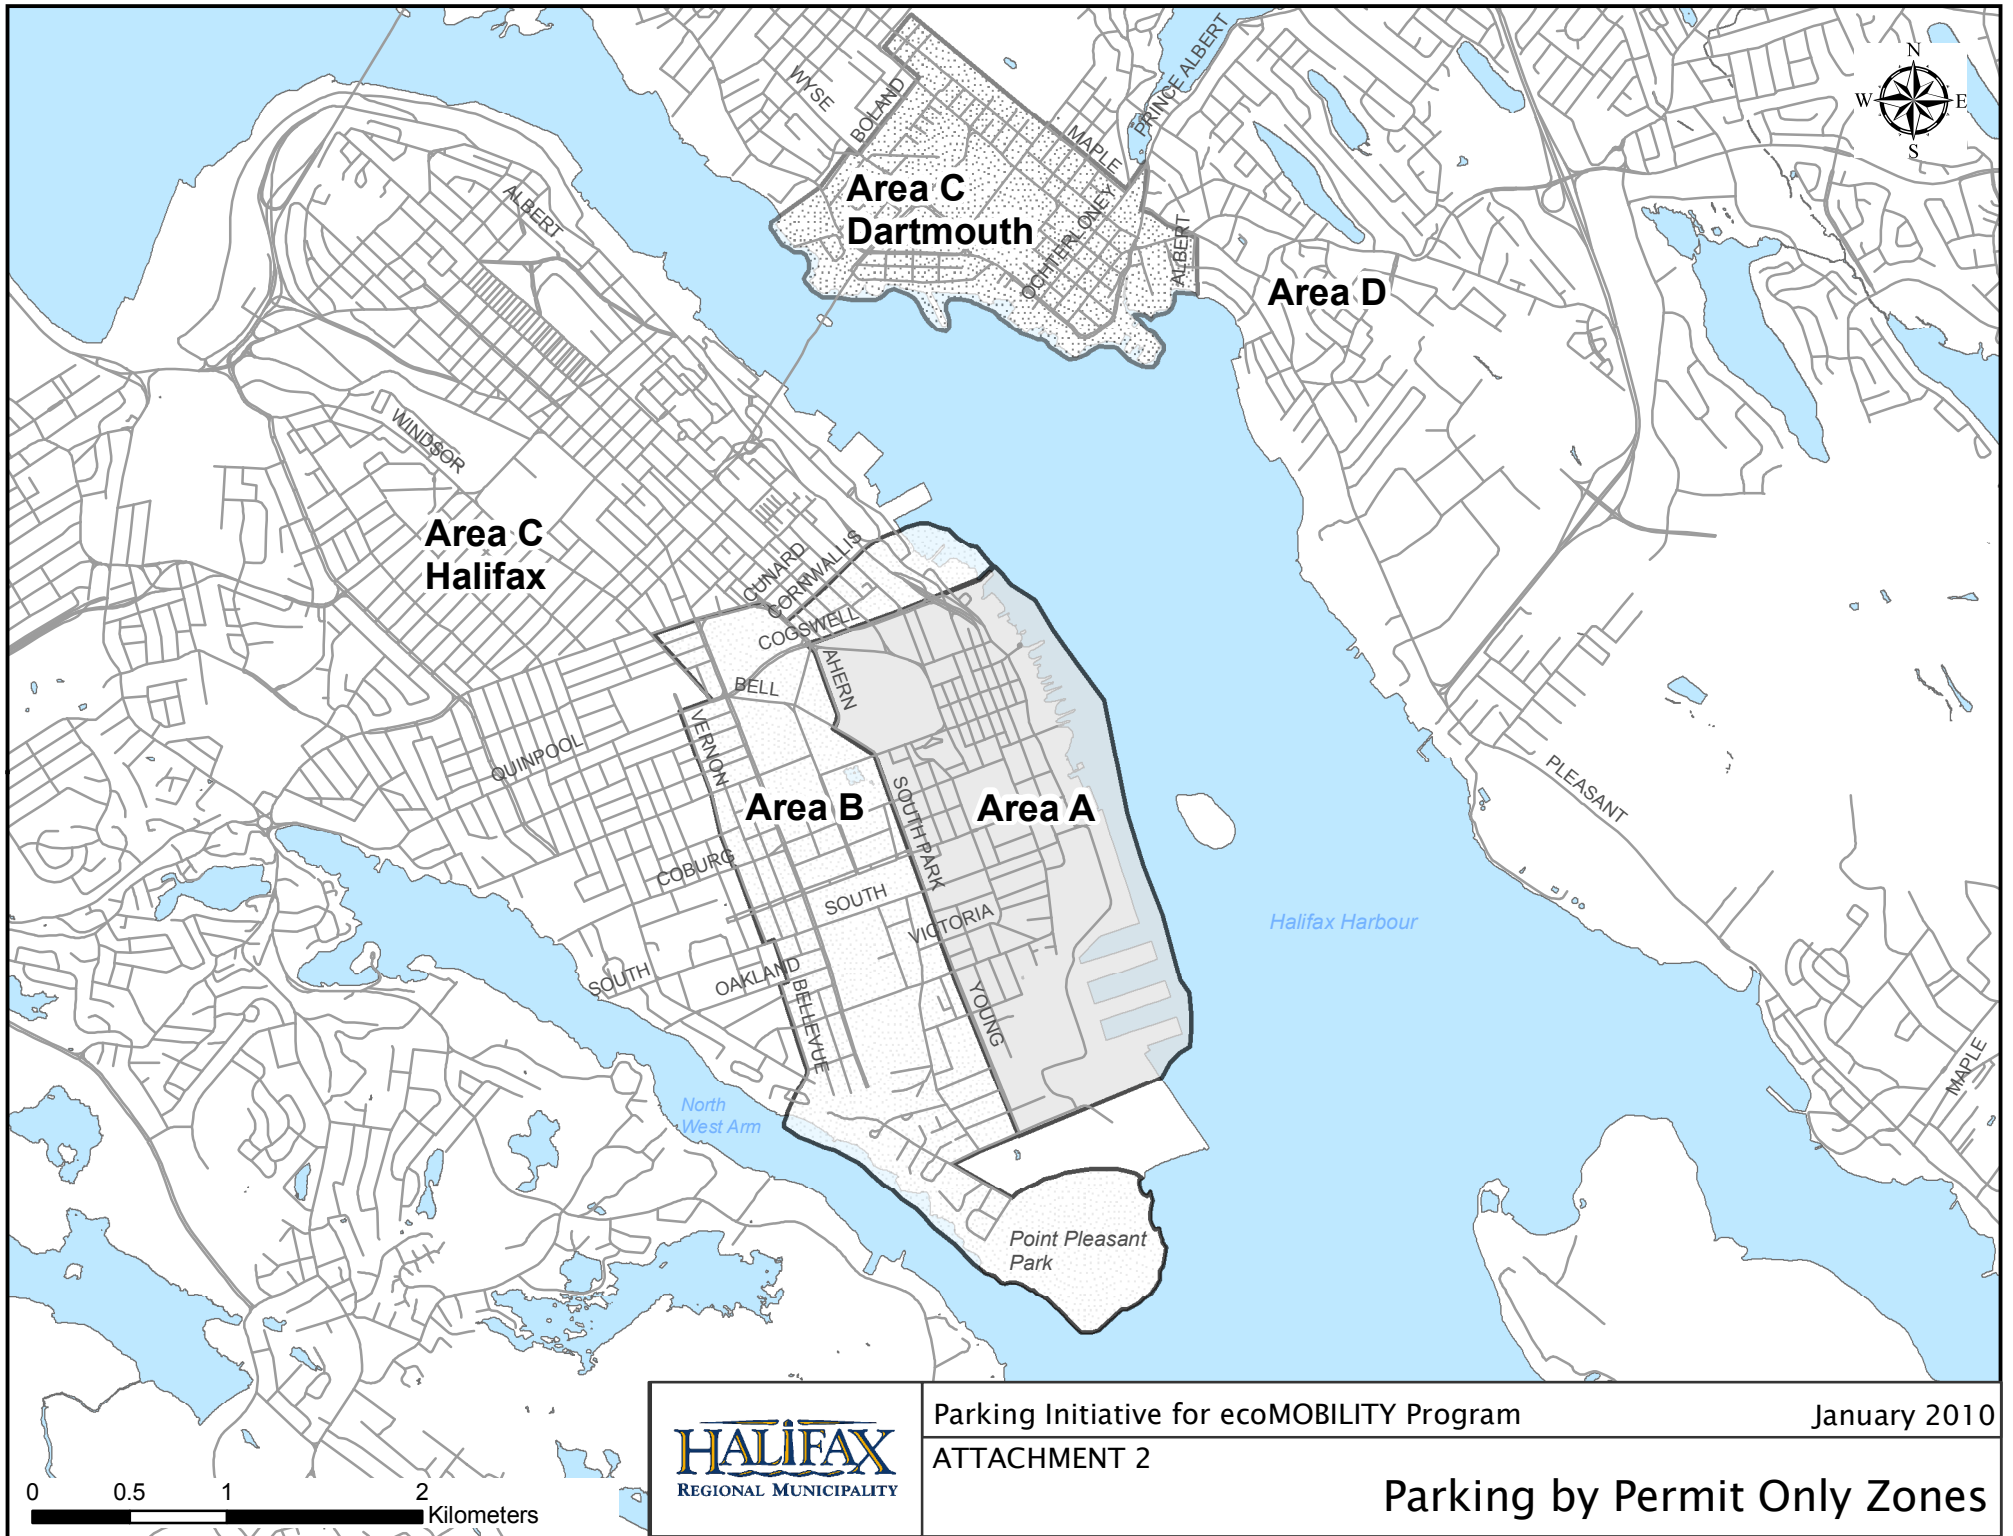 N
W E
S
WYSE
BOLAND
PRINCE ALBERT
MAPLE
Area C
Dartmouth
OCHTERLONEY
ALBERT
Area D
ALBERT
WINDSOR
Area C
Halifax
CUNARD
CORNWALLIS
COGSWELL
AHERN
BELL
VERNON
QUINPOOL
Area B
Area A
SOUTH PARK
COBURG
SOUTH
VICTORIA
SOUTH
OAKLAND
BELLEVUE
YOUNG
PLEASANT
Halifax Harbour
MAPLE
North
West Arm
Point Pleasant
Park
0 0.5 1 2
Kilometers
HALIFAX
REGIONAL MUNICIPALITY
Parking Initiative for ecoMOBILITY Program
January 2010
ATTACHMENT 2
Parking by Permit Only Zones